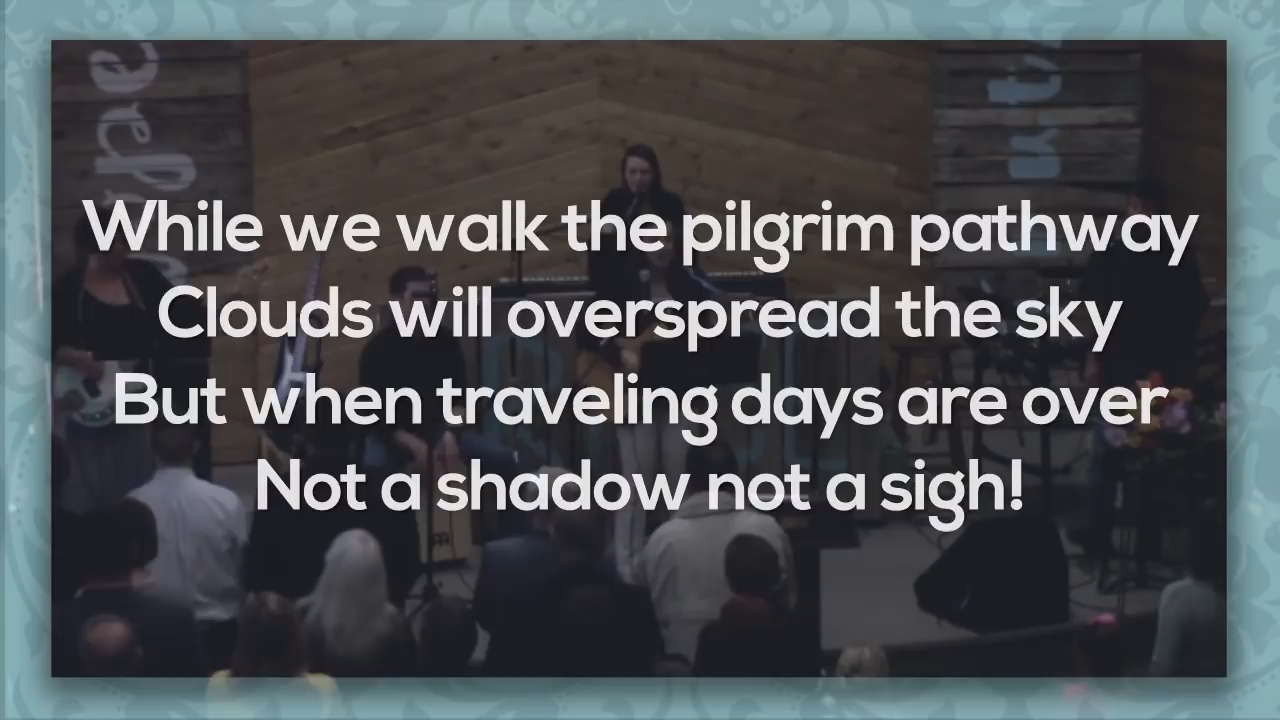 While we walk the pilgrim pathway
Clouds will overspread the sky
But when traveling days are over
Not a shadow not a sigh!